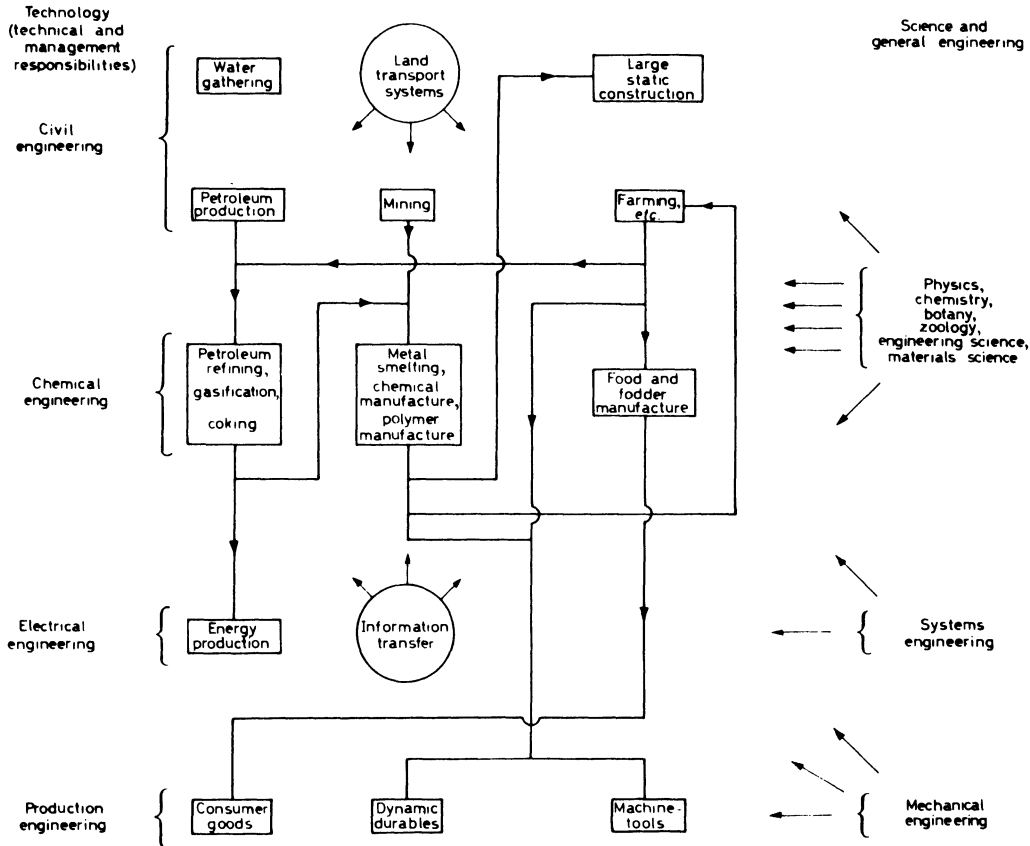 Technology
(technical and
management
responsibilities)
Science and
general engineering
Water
gathering
Land
transport
systems
Large
static
construction
Civil
engineering
Petroleum
production
Mining
Farming,
etc.
Physics,
chemistry,
botany,
zoology,
engineering science,
materials science
Chemical
engineering
Petroleum
refining,
gasification,
coking
Metal
smelting,
chemical
manufacture,
polymer
manufacture
Food and
fodder
manufacture
Electrical
engineering
Energy
production
Information
transfer
Systems
engineering
Production
engineering
Consumer
goods
Dynamic
durables
Machine-
tools
Mechanical
engineering